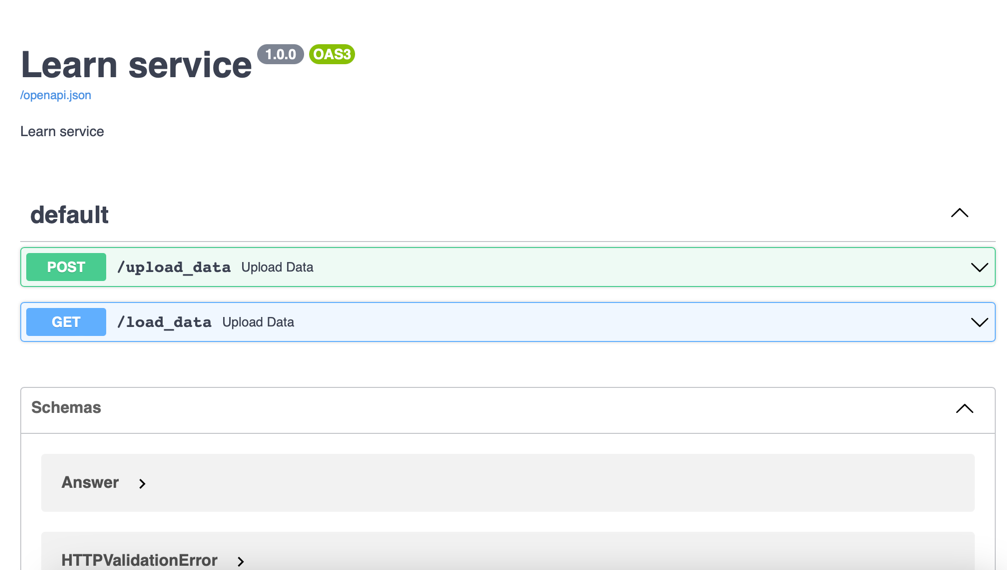 Learn service 1.0.0 OAS3
/openapi.json
Learn service
default
POST /upload_data Upload Data
GET /load_data Upload Data
Schemas
Answer
HTTPValidationError